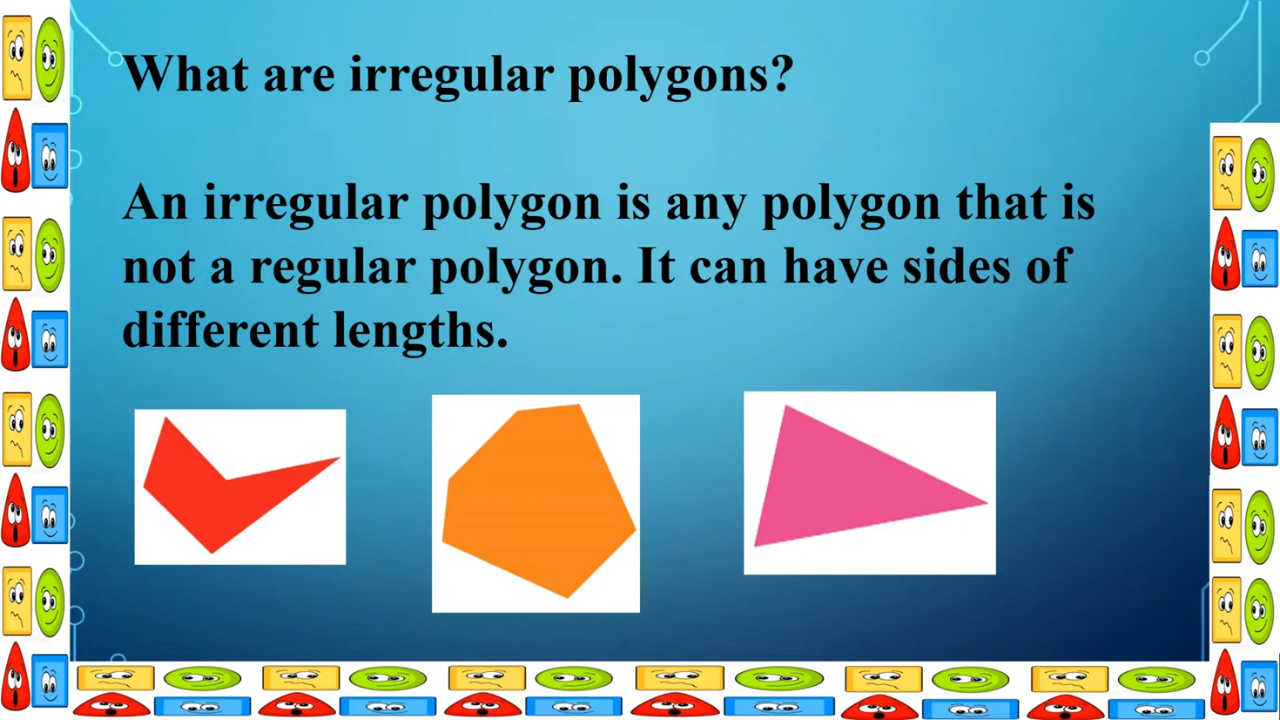 What are irregular polygons?
An irregular polygon is any polygon that is
not a regular polygon. It can have sides of
different lengths.